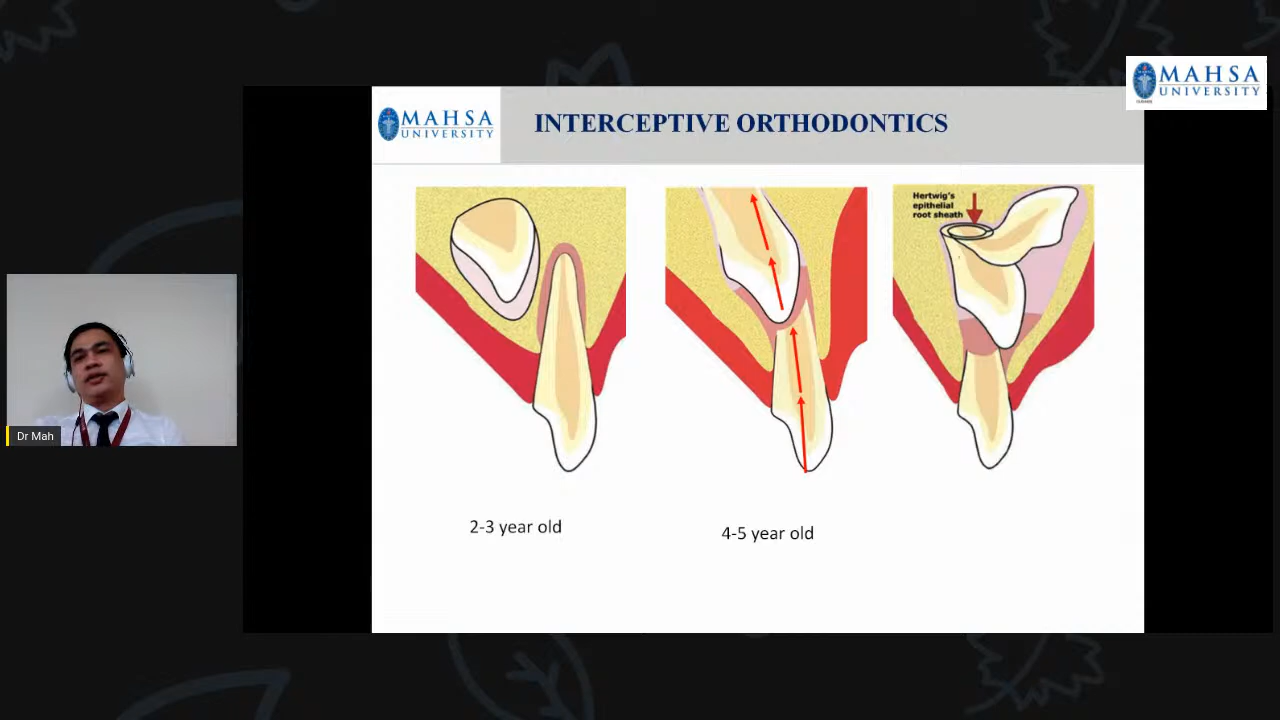 MAHSA
UNIVERSITY
MAHSA
UNIVERSITY
INTERCEPTIVE ORTHODONTICS
Hertwig's
epithelial
root sheath
Dr Mah
2-3 year old
4-5 year old